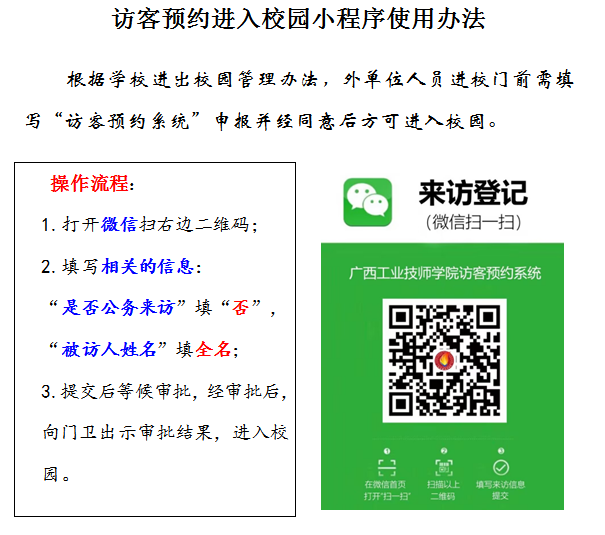 访客预约进入校园小程序使用办法
根据学校进出校园管理办法，外单位人员进校门前需填
写“访客预约系统”申报并经同意后方可进入校园。
操作流程：
1.打开微信扫右边二维码；
2.填写相关的信息：
“是否公务来访”填“否”，
“被访人姓名”填全名；
3.提交后等候审批，经审批后，
向门卫出示审批结果，进入校
园。
来访登记
（微信扫一扫）
广西工业技师学院访客预约系统
1
在微信首页
打开“扫一扫”
2
扫描以上
二维码
3
填写来访信息
提交